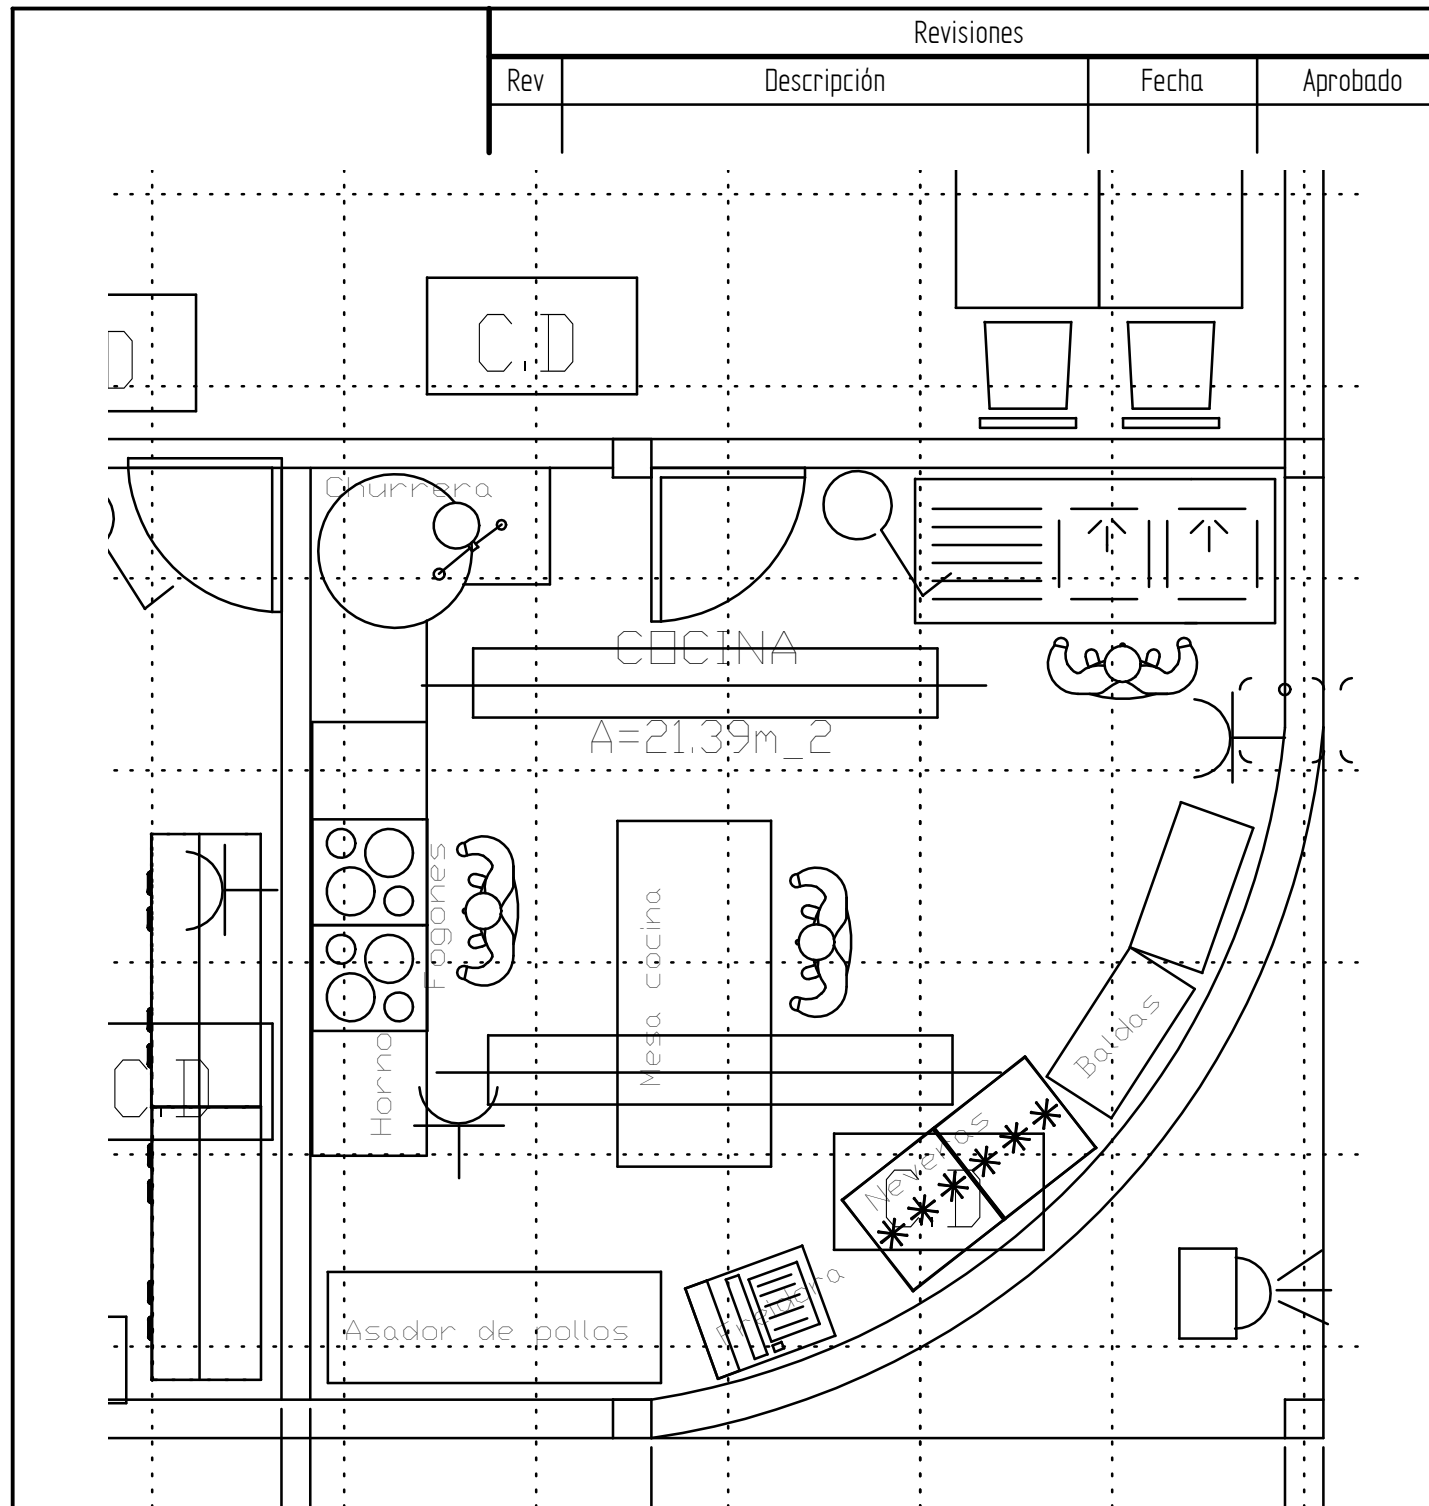 Revisiones
Rev Descripción Fecha Aprobado
C.D
D
Churrera
COCINA
A=21.39m_2
Fogones
Mesa cocina
Horno
C.D
Baldas
Neveras
C.D
Freidora
Asador de pollos